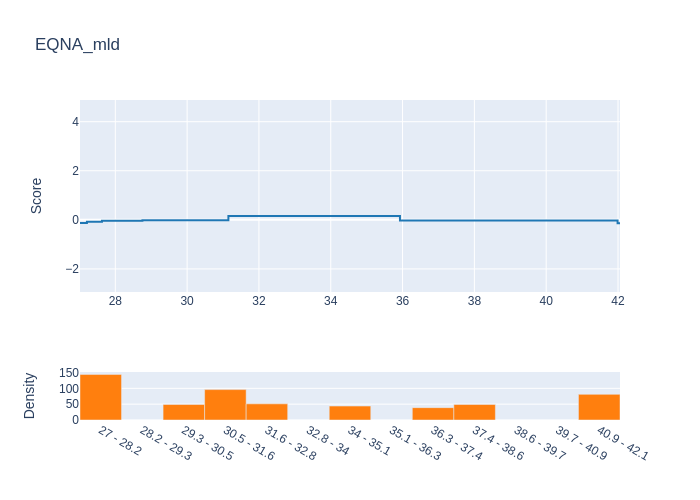 EQNA_mld
Score
4
2
0
−2
28 30 32 34 36 38 40 42
Density
150
100
50
0
27 - 28.2 28.2 - 29.3 29.3 - 30.5 30.5 - 31.6 31.6 - 32.8 32.8 - 34 34 - 35.1 35.1 - 36.3 36.3 - 37.4 37.4 - 38.6 38.6 - 39.7 39.7 - 40.9 40.9 - 42.1